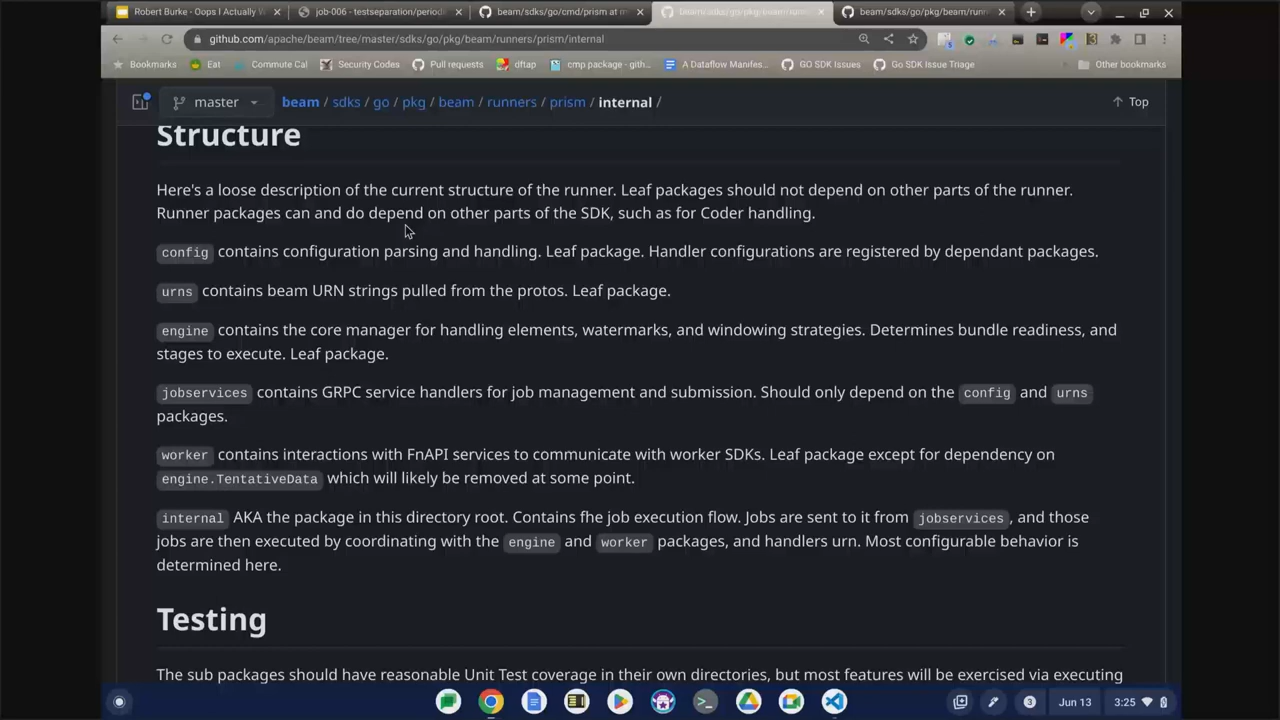 Robert Burke - Oops I Actually W
job-006 - testseparation/period
beam/sdks/go/cmd/prism at m
beam/sdks/go/pkg/beam/run
beam/sdks/go/pkg/beam/runn
github.com/apache/beam/tree/master/sdks/go/pkg/beam/runners/prism/internal
Bookmarks Eat Commute Cal Security Codes Pull requests dftap cmp package - gith... A Dataflow Manifes... GO SDK Issues Go SDK Issue Triage Other bookmarks
master beam / sdks / go / pkg / beam / runners / prism / internal / Top
Structure
Here's a loose description of the current structure of the runner. Leaf packages should not depend on other parts of the runner.
Runner packages can and do depend on other parts of the SDK, such as for Coder handling.
config contains configuration parsing and handling. Leaf package. Handler configurations are registered by dependant packages.
urns contains beam URN strings pulled from the protos. Leaf package.
engine contains the core manager for handling elements, watermarks, and windowing strategies. Determines bundle readiness, and
stages to execute. Leaf package.
jobservices contains GRPC service handlers for job management and submission. Should only depend on the config and urns
packages.
worker contains interactions with FnAPI services to communicate with worker SDKs. Leaf package except for dependency on
engine.TentativeData which will likely be removed at some point.
internal AKA the package in this directory root. Contains fhe job execution flow. Jobs are sent to it from jobservices, and those
jobs are then executed by coordinating with the engine and worker packages, and handlers urn. Most configurable behavior is
determined here.
Testing
The sub packages should have reasonable Unit Test coverage in their own directories, but most features will be exercised via executing
3 Jun 13 3:25